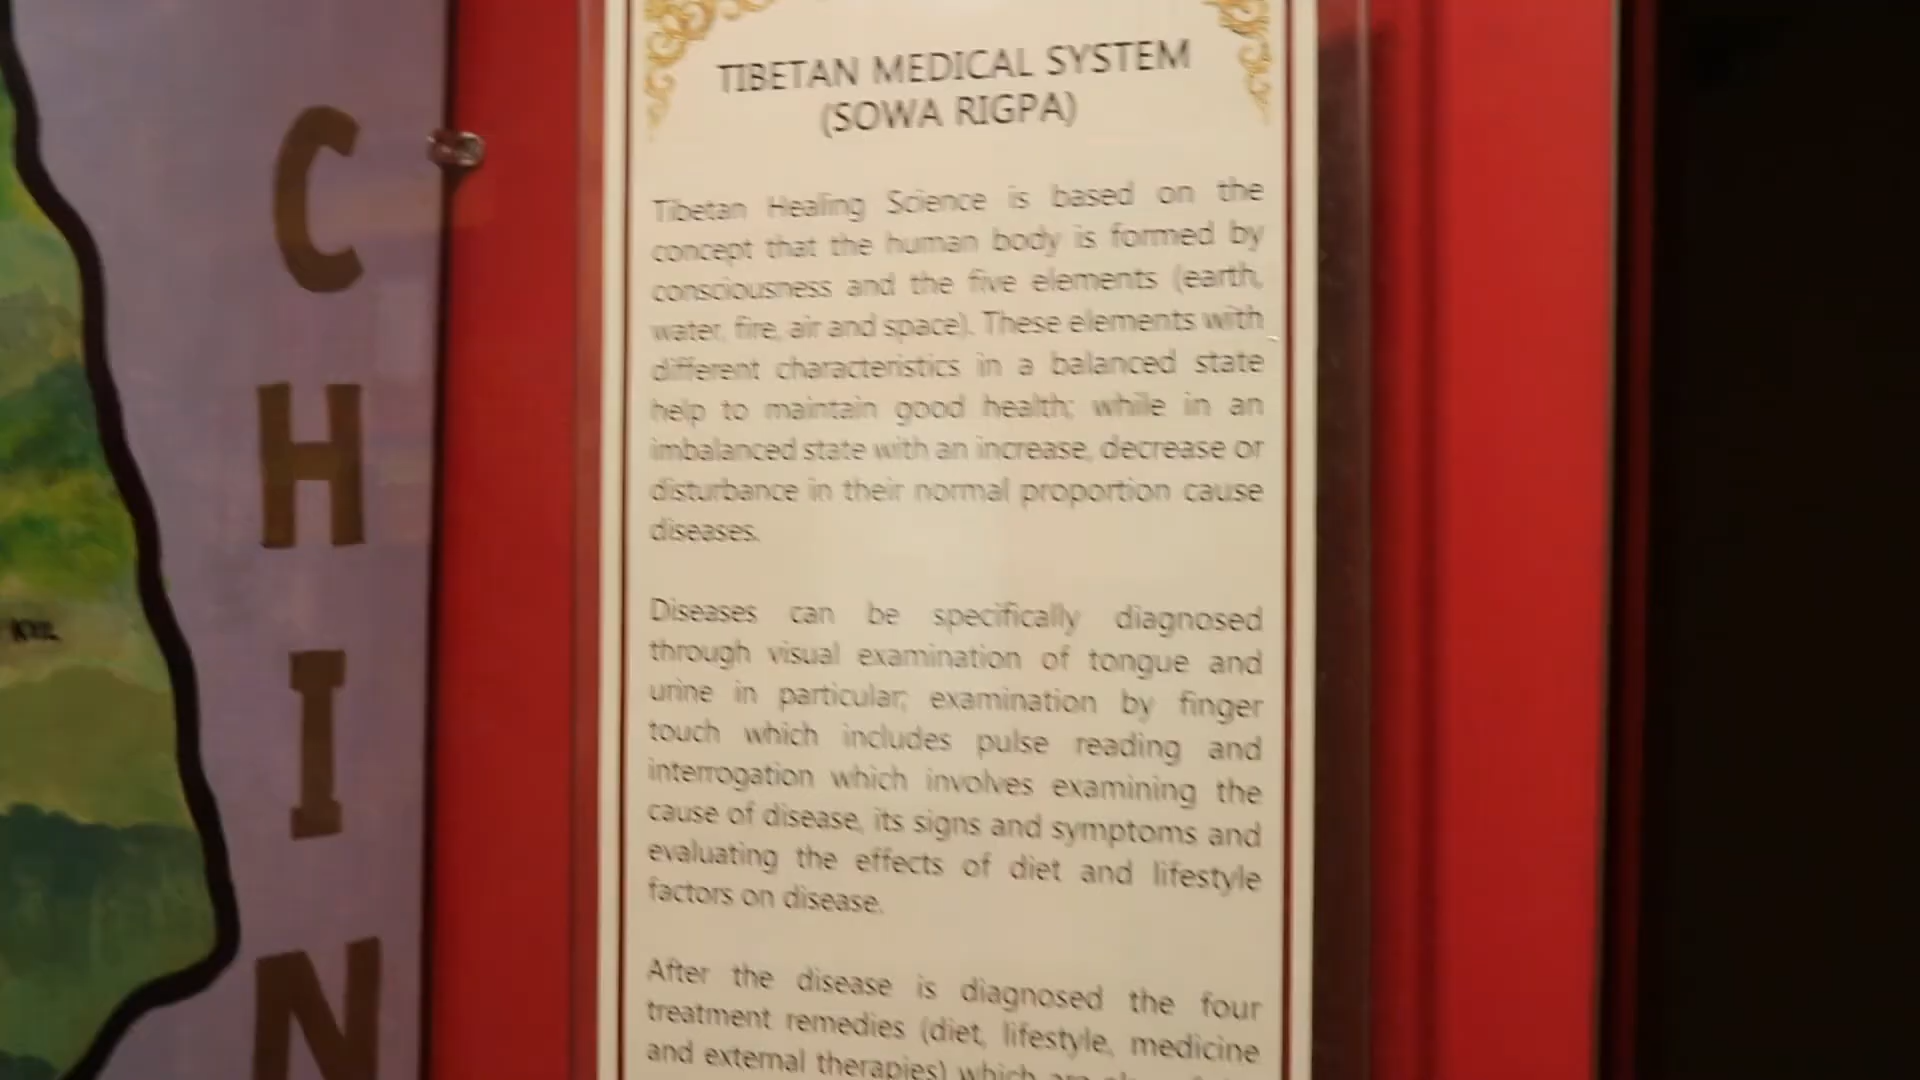 CHIN
TIBETAN MEDICAL SYSTEM
(SOWA RIGPA)
Tibetan Healing Science is based on the
concept that the human body is formed by
consciousness and the five elements (earth,
water, fire, air and space). These elements with
different characteristics in a balanced state
help to maintain good health; while in an
imbalanced state with an increase, decrease or
disturbance in their normal proportion cause
diseases.
Diseases can be specifically diagnosed
through visual examination of tongue and
urine in particular; examination by finger
touch which includes pulse reading and
interrogation which involves examining the
cause of disease, its signs and symptoms and
evaluating the effects of diet and lifestyle
factors on disease.
After the disease is diagnosed the four
treatment remedies (diet, lifestyle, medicine
and external therapies) which are